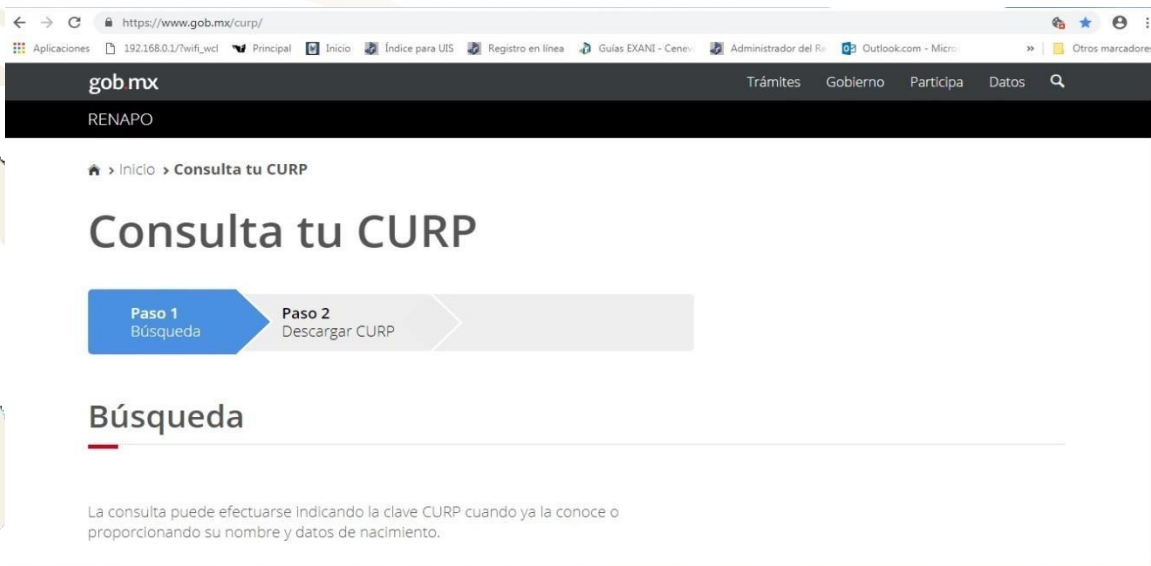 https://www.gob.mx/curp/
Aplicaciones 192.168.0.1/?wifi_wcl Principal Inicio Índice para UIS Registro en línea Guías EXANI - Cenev Administrador del Re Outlook.com - Micro » Otros marcadores
gob.mx Trámites Gobierno Participa Datos
RENAPO
> Inicio > Consulta tu CURP
Consulta tu CURP
Paso 1 Paso 2
Búsqueda Descargar CURP
Búsqueda
La consulta puede efectuarse indicando la clave CURP cuando ya la conoce o
proporcionando su nombre y datos de nacimiento.